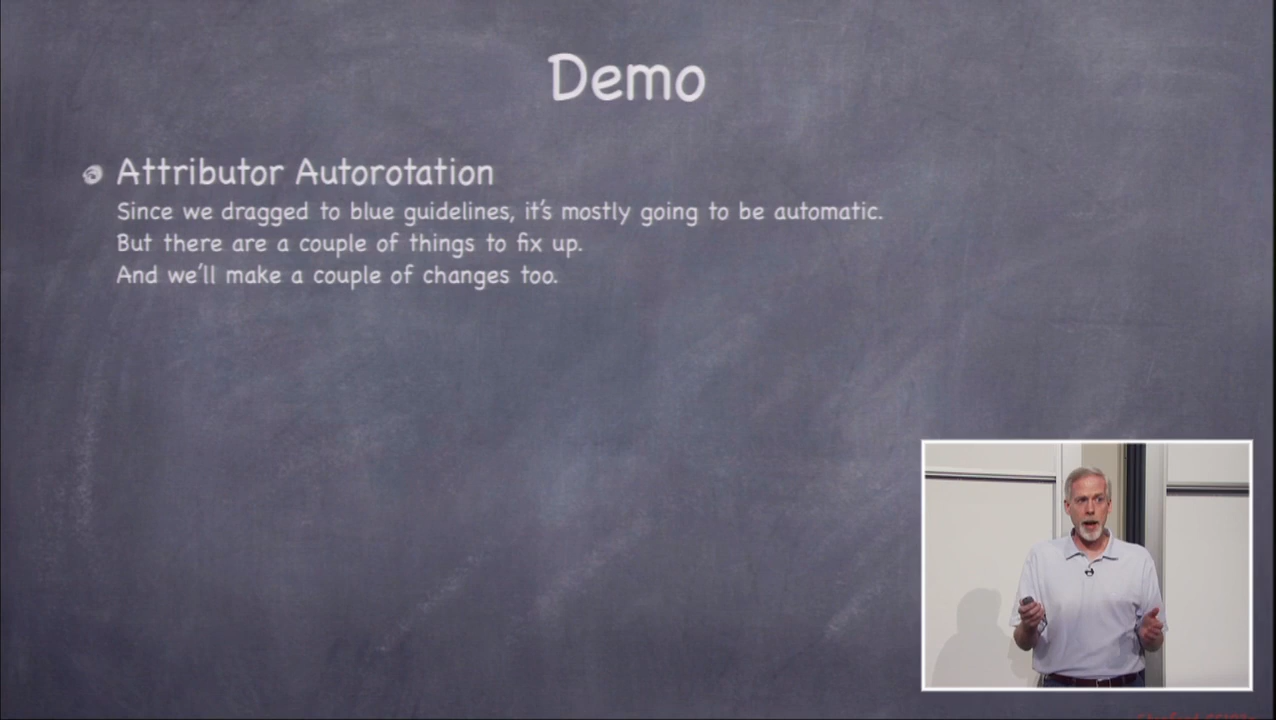 Demo
Attributor Autorotation
Since we dragged to blue guidelines, it's mostly going to be automatic.
But there are a couple of things to fix up.
And we'll make a couple of changes too.